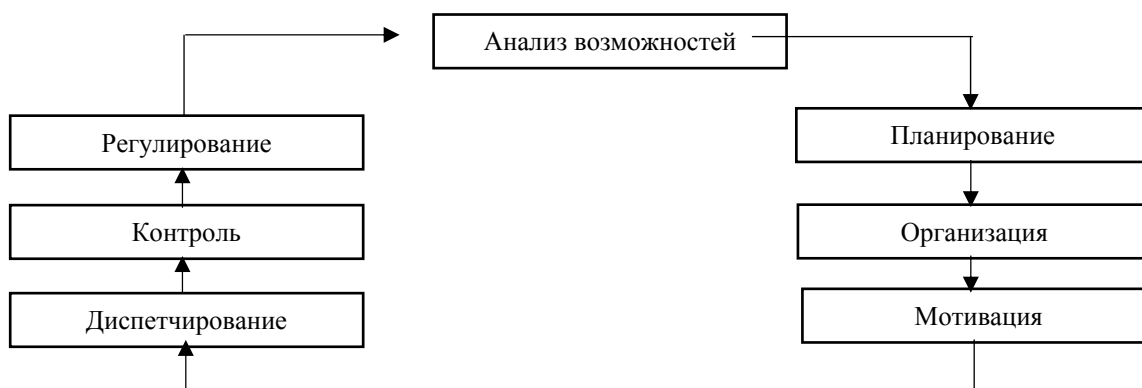 Анализ возможностей
Регулирование
Планирование
Контроль
Организация
Диспетчирование
Мотивация